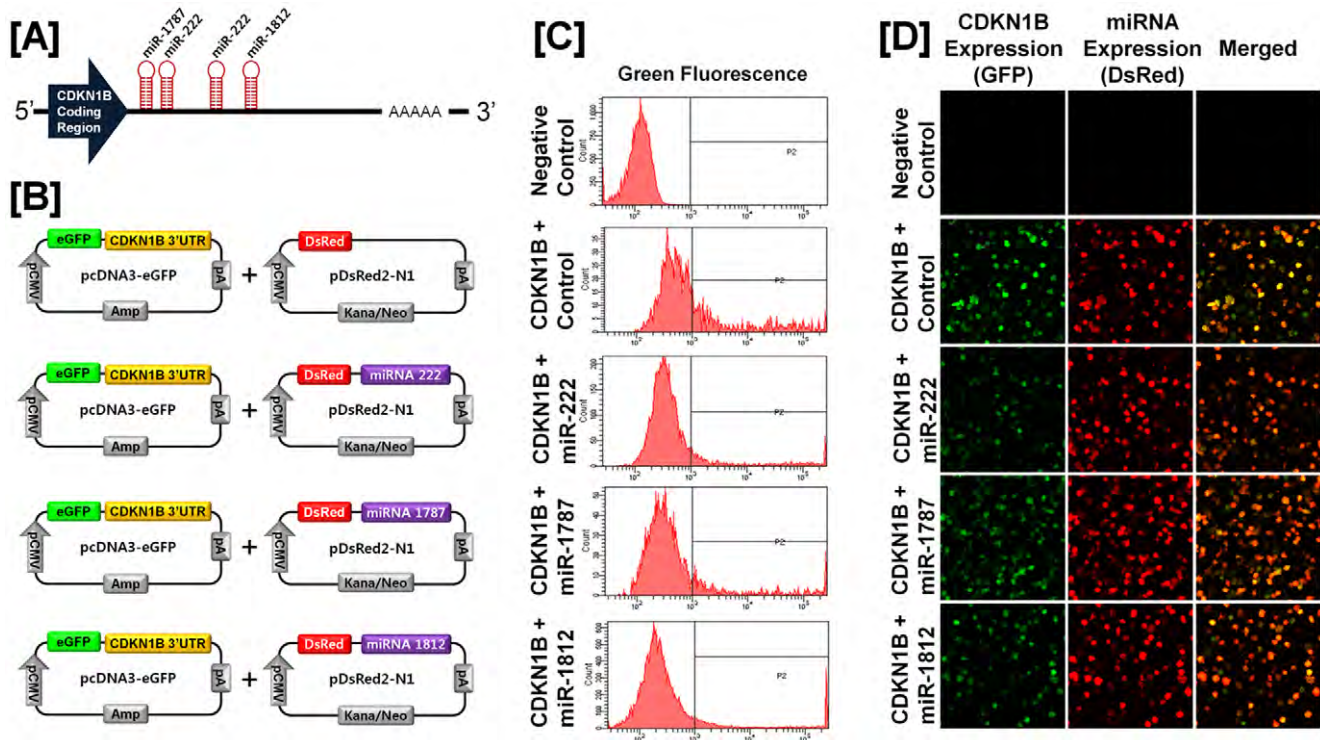 [A]
miR-1787
miR-222
miR-222
miR-1812
5’
CDKN1B
Coding
Region
AAAAA
3’
[B]
eGFP
CDKN1B 3’UTR
pCMV
pcDNA3-eGFP
pA
Amp
+
DsRed
pCMV
pDsRed2-N1
pA
Kana/Neo
eGFP
CDKN1B 3’UTR
pCMV
pcDNA3-eGFP
pA
Amp
+
DsRed
miRNA 222
pCMV
pDsRed2-N1
pA
Kana/Neo
eGFP
CDKN1B 3’UTR
pCMV
pcDNA3-eGFP
pA
Amp
+
DsRed
miRNA 1787
pCMV
pDsRed2-N1
pA
Kana/Neo
eGFP
CDKN1B 3’UTR
pCMV
pcDNA3-eGFP
pA
Amp
+
DsRed
miRNA 1812
pCMV
pDsRed2-N1
pA
Kana/Neo
[C]
Green Fluorescence
Negative
Control
Count
P2
CDKN1B +
Control
Count
P2
CDKN1B +
miR-222
Count
P2
CDKN1B +
miR-1787
Count
P2
CDKN1B +
miR-1812
Count
P2
[D]
CDKN1B
Expression
(GFP)
miRNA
Expression
(DsRed)
Merged
Negative
Control
CDKN1B +
Control
CDKN1B +
miR-222
CDKN1B +
miR-1787
CDKN1B +
miR-1812